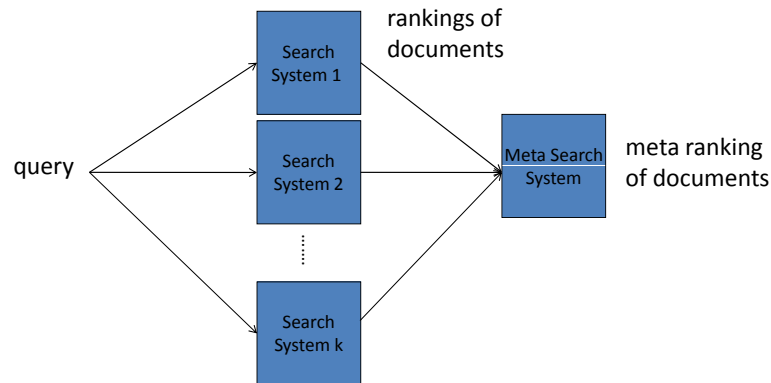 rankings of
documents
Search
System 1
query
Search
System 2
Meta Search
System
meta ranking
of documents
......
Search
System k